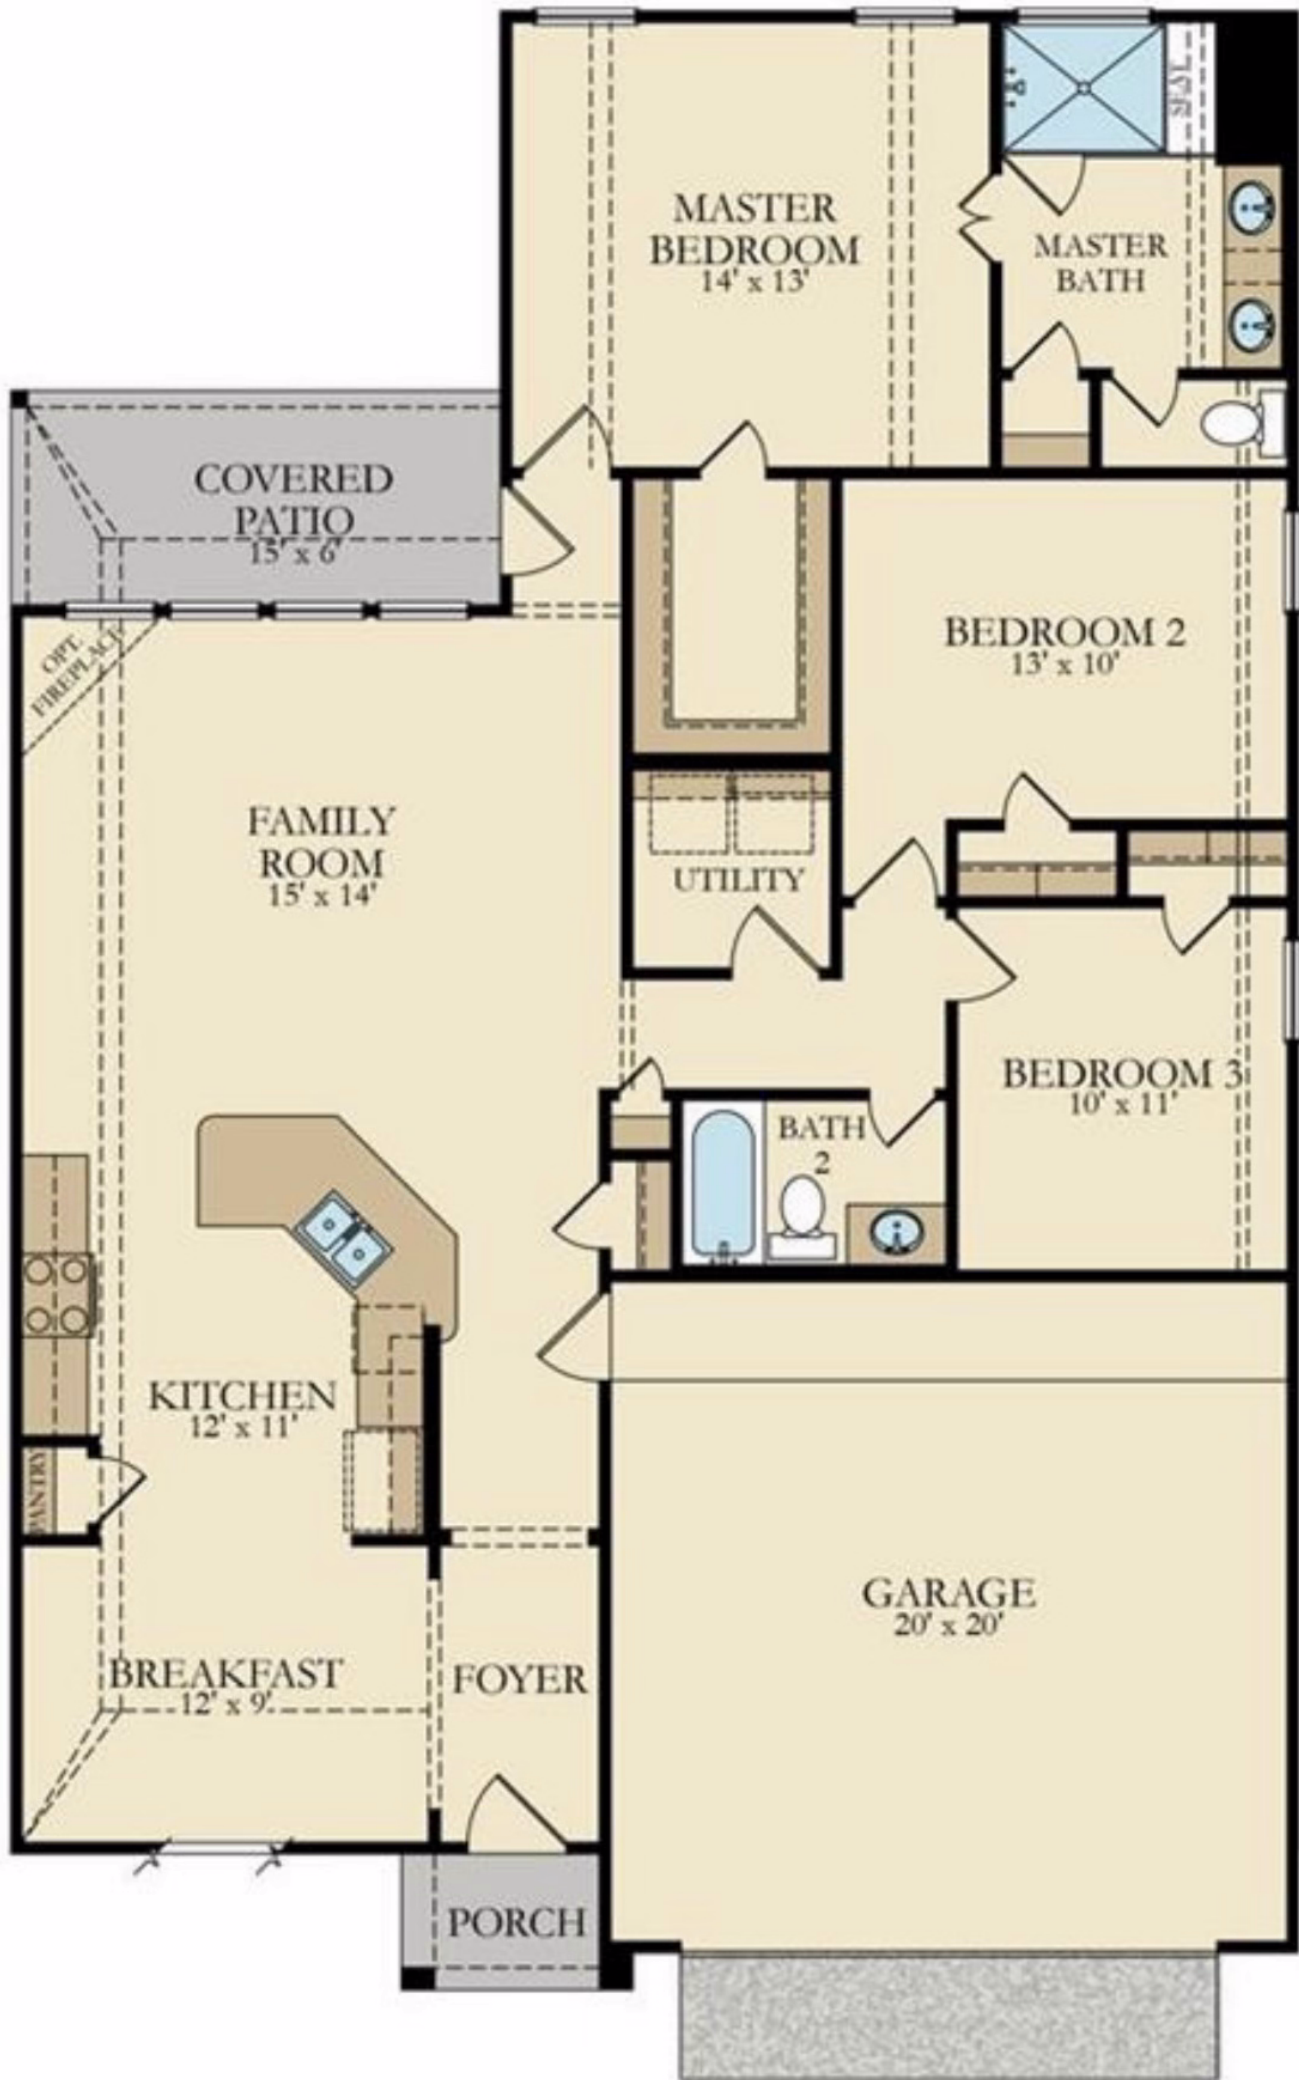 SEAT
MASTER
BEDROOM
14' x 13'
MASTER
BATH
COVERED
PATIO
15' x 6'
OPT.
FIREPLACE
BEDROOM 2
13' x 10'
FAMILY
ROOM
15' x 14'
UTILITY
BEDROOM 3
10' x 11'
BATH
2
KITCHEN
12' x 11'
PANTRY
GARAGE
20' x 20'
BREAKFAST
12' x 9'
FOYER
PORCH